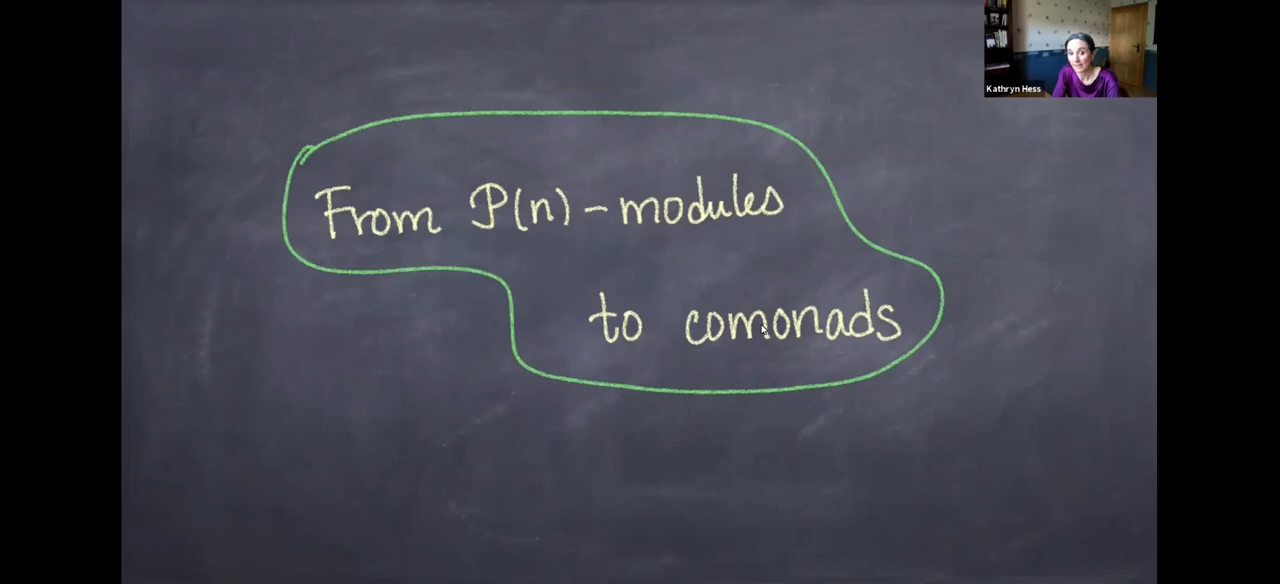 Kathryn Hess
From P(n)-modules
to comonads